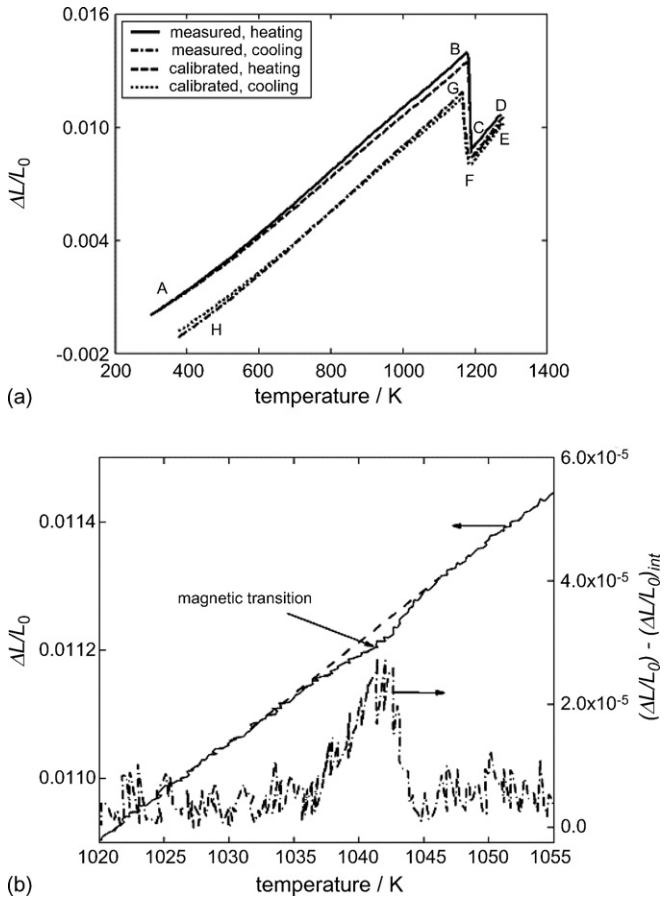 0.016
0.010
0.004
-0.002
ΔL/L₀
measured, heating
measured, cooling
calibrated, heating
calibrated, cooling
B
G
D
C
E
F
A
H
200 400 600 800 1000 1200 1400
temperature / K
(a)
6.0x10⁻⁵
4.0x10⁻⁵
2.0x10⁻⁵
0.0
(ΔL/L₀) - (ΔL/L₀)int
0.0114
0.0112
0.0110
ΔL/L₀
magnetic transition
1020 1025 1030 1035 1040 1045 1050 1055
temperature / K
(b)